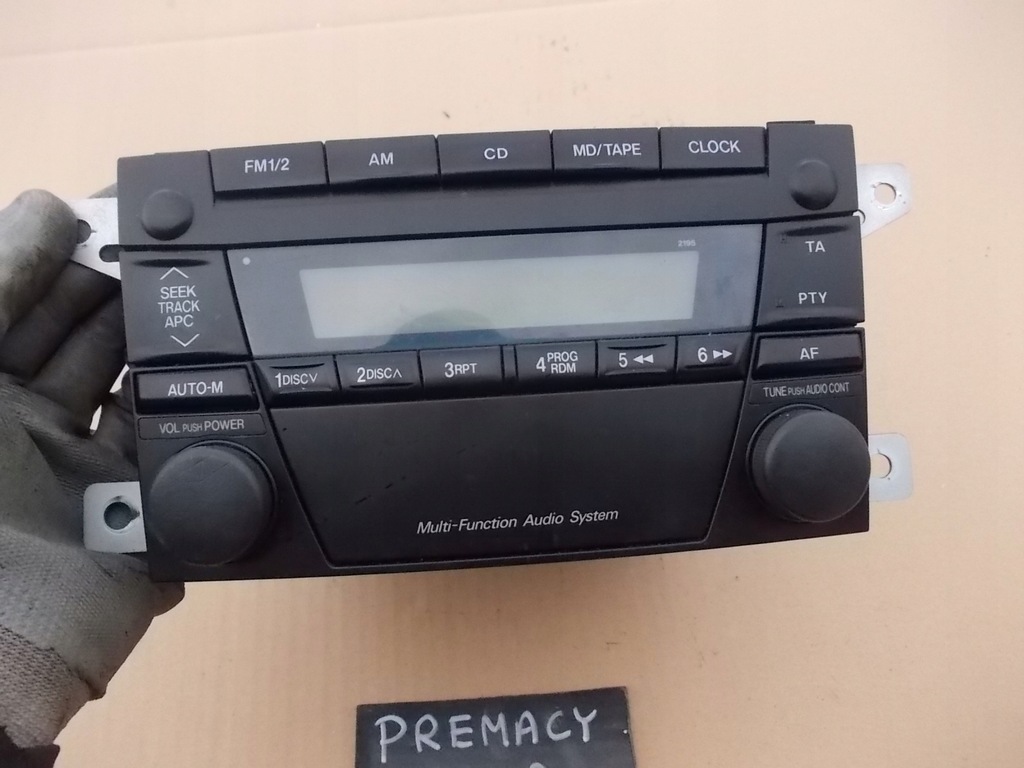 FM1/2 AM CD MD/TAPE CLOCK
2195
TA
SEEK
TRACK
APC
PTY
1DISC 2DISC 3RPT 4PROG RDM 5 6 AF
AUTO-M
TUNE PUSH AUDIO CONT
VOL PUSH POWER
Multi-Function Audio System
PREMACY